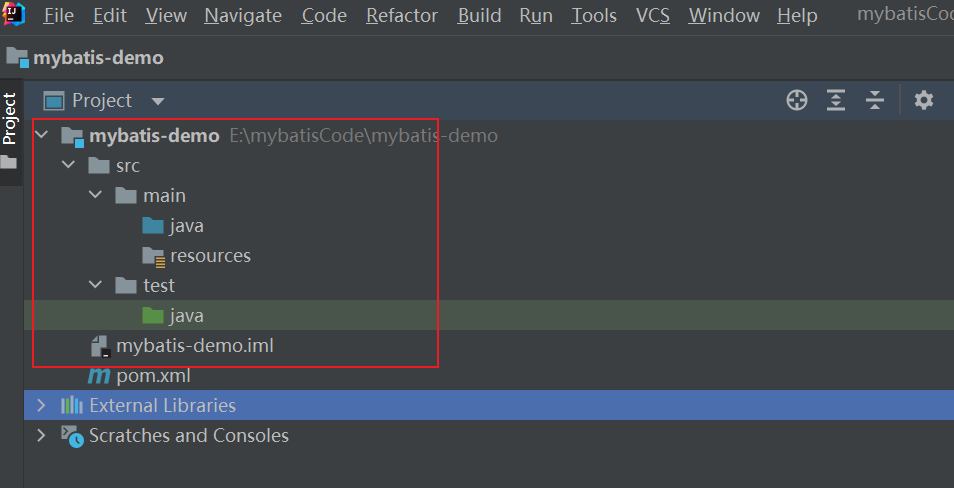 File Edit View Navigate Code Refactor Build Run Tools VCS Window Help mybatisCod
mybatis-demo
Project
Project
mybatis-demo E:\mybatisCode\mybatis-demo
src
main
java
resources
test
java
mybatis-demo.iml
pom.xml
External Libraries
Scratches and Consoles